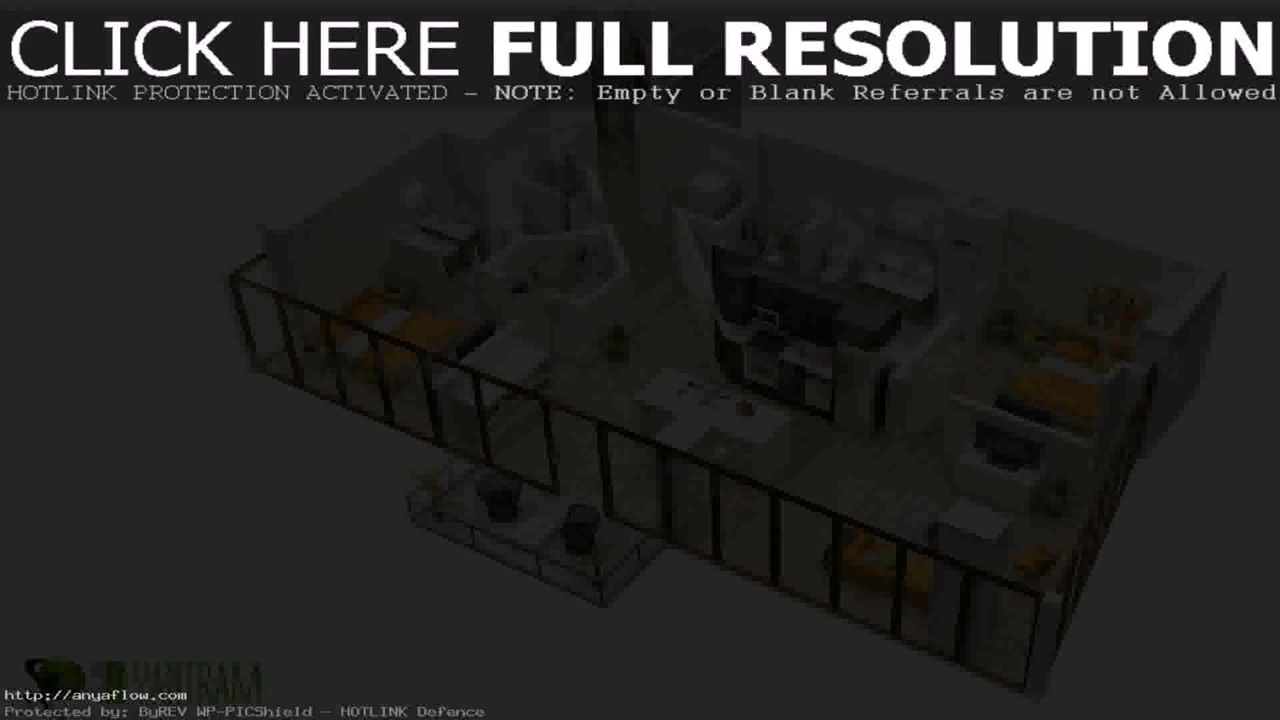 CLICK HERE FULL RESOLUTION
HOTLINK PROTECTION ACTIVATED – NOTE: Empty or Blank Referrals are not Allowed
http://anyaflow.com
Protected by: ByREV WP-PICShield – HOTLINK Defence